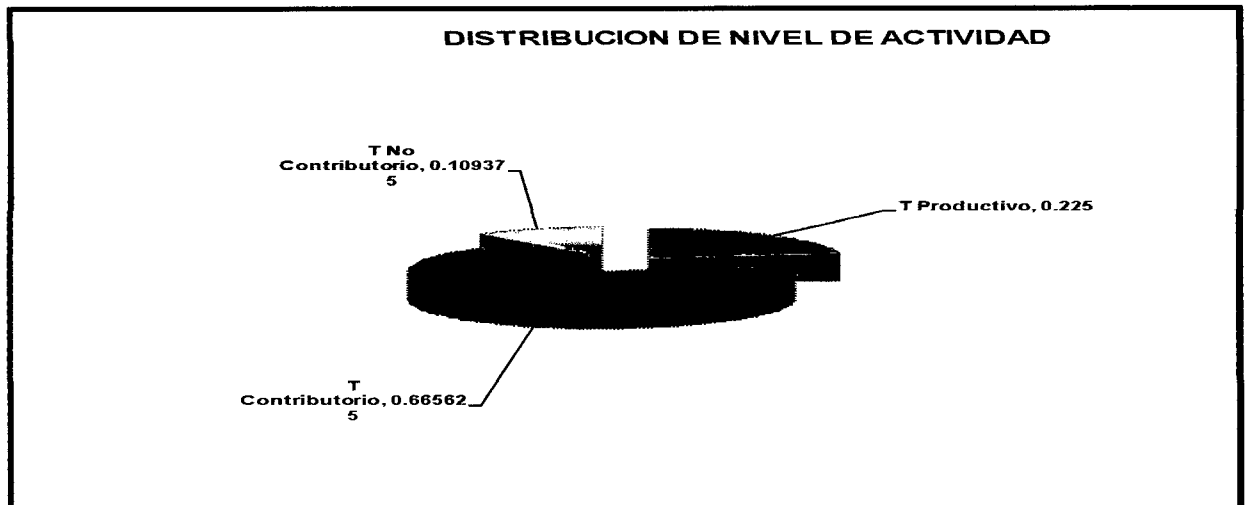 DISTRIBUCION DE NIVEL DE ACTIVIDAD
T No
Contributorio, 0.10937
5
T Productivo, 0.225
T
Contributorio, 0.66562
5